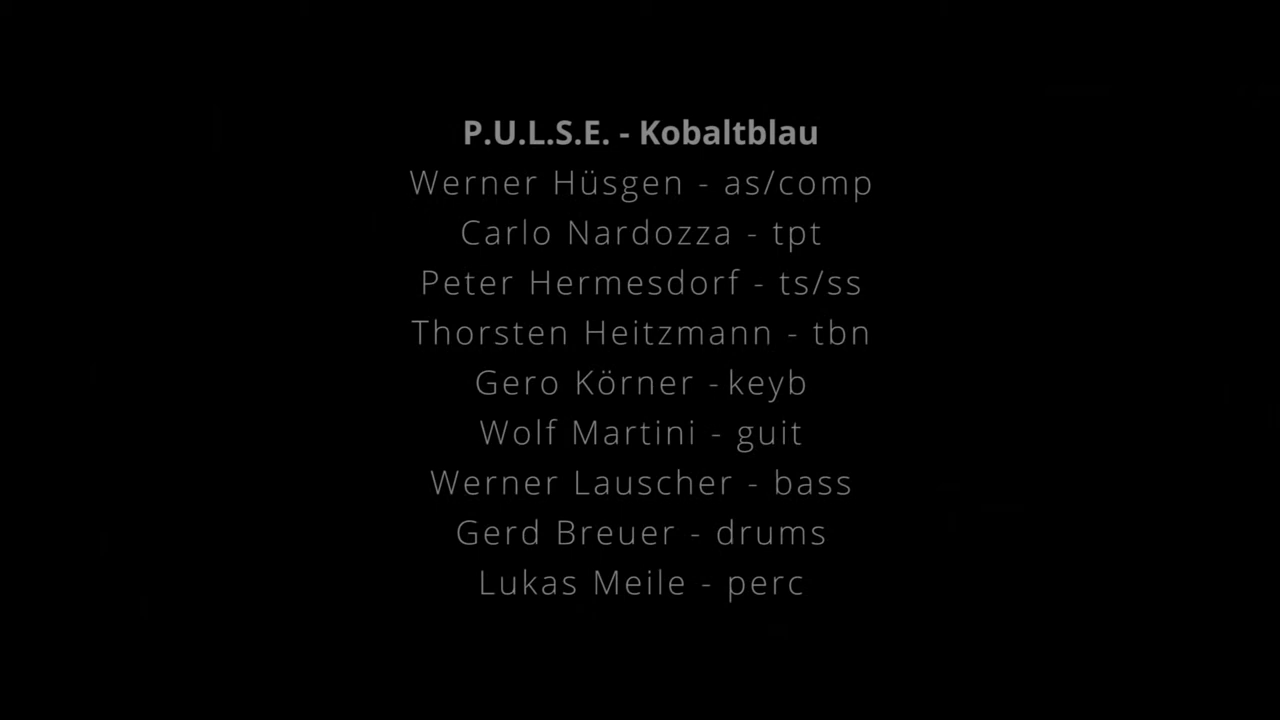 P.U.L.S.E. - Kobaltblau
Werner Hüsgen - as/comp
Carlo Nardozza - tpt
Peter Hermesdorf - ts/ss
Thorsten Heitzmann - tbn
Gero Körner - keyb
Wolf Martini - guit
Werner Lauscher - bass
Gerd Breuer - drums
Lukas Meile - perc